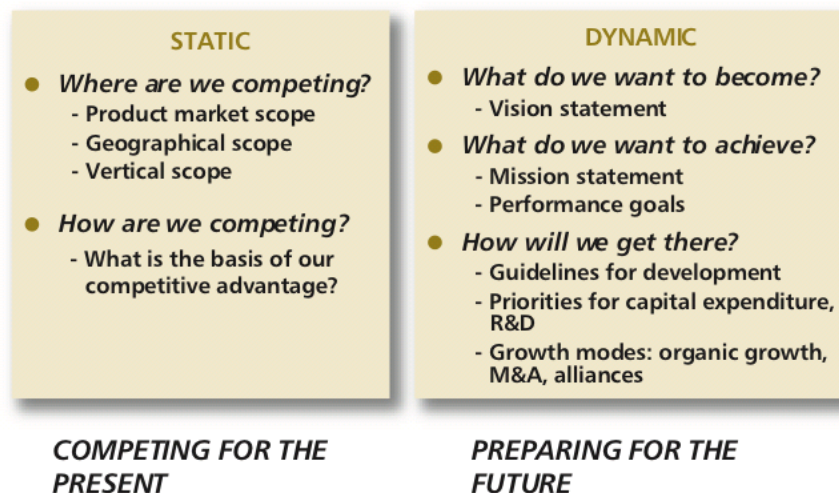 STATIC
● Where are we competing?
- Product market scope
- Geographical scope
- Vertical scope
● How are we competing?
- What is the basis of our
competitive advantage?
COMPETING FOR THE
PRESENT
DYNAMIC
● What do we want to become?
- Vision statement
● What do we want to achieve?
- Mission statement
- Performance goals
● How will we get there?
- Guidelines for development
- Priorities for capital expenditure,
R&D
- Growth modes: organic growth,
M&A, alliances
PREPARING FOR THE
FUTURE